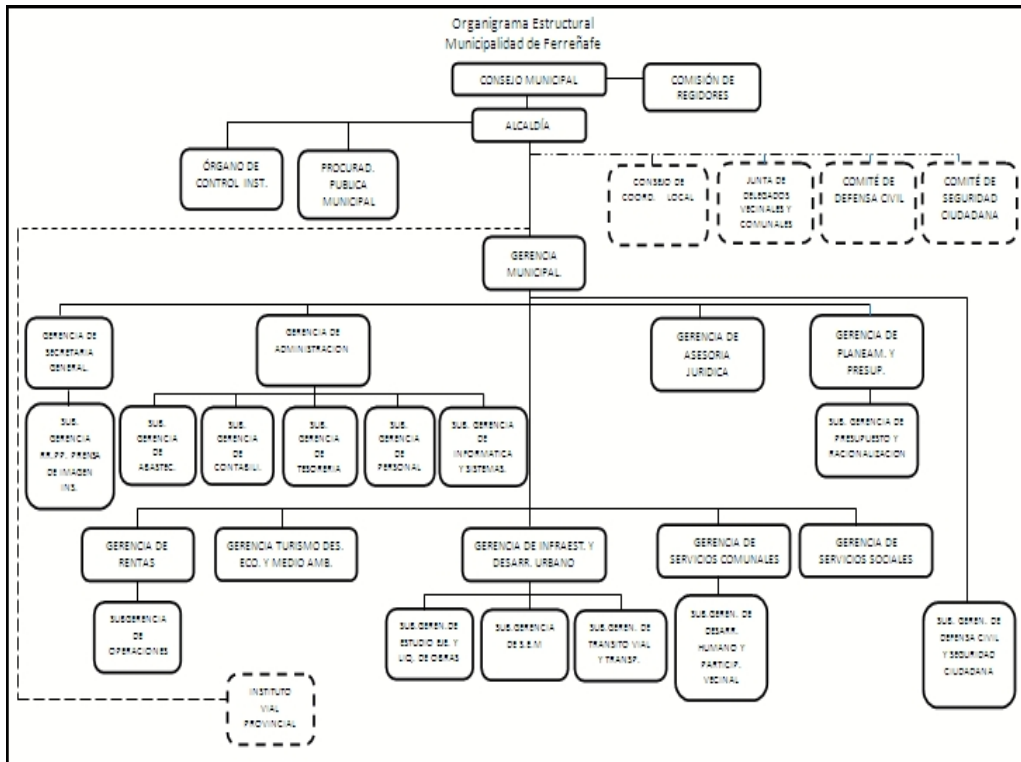 Organigrama Estructural
Municipalidad de Ferreñafe
CONSEJO MUNICIPAL
COMISIÓN DE
REGIDORES
ALCALDÍA
ÓRGANO DE
CONTROL INST.
PROCURAD.
PUBLICA
MUNICIPAL
CONSEJO DE
COORD. LOCAL
JUNTA DE
DELEGADOS
VECINALES Y
COMUNALES
COMITÉ DE
DEFENSA CIVIL
COMITÉ DE
SEGURIDAD
CIUDADANA
GERENCIA
MUNICIPAL.
GERENCIA DE
SECRETARIA
GENERAL.
GERENCIA DE
ADMINISTRACION
GERENCIA DE
ASESORIA
JURIDICA
GERENCIA DE
PLANEAM. Y
PRESUP.
SUB.
GERENCIA
RR.PP. PRENSA
DE IMAGEN
INS.
SUB.
GERENCIA
DE
ABASTEC.
SUB.
GERENCIA
DE
CONTABILI.
SUB.
GERENCIA
DE
TESORERIA
SUB.
GERENCIA
DE
PERSONAL
SUB. GERENCIA
DE
INFORMATICA
Y SISTEMAS.
SUB. GERENCIA DE
PRESUPUESTO Y
RACIONALIZACION
GERENCIA DE
RENTAS
GERENCIA TURISMO DES.
ECO. Y MEDIO AMB.
GERENCIA DE INFRAEST. Y
DESARR. URBANO
GERENCIA DE
SERVICIOS COMUNALES
GERENCIA DE
SERVICIOS SOCIALES
SUBGERENCIA
DE
OPERACIONES
SUB.GEREN. DE
ESTUDIO EJE. Y
LIQ. DE OBRAS
SUB.GERENCIA
DE S.E.M
SUB.GEREN. DE
TRANSITO VIAL
Y TRANSP.
SUB.GEREN. DE
DESARR.
HUMANO Y
PARTICIP.
VECINAL
SUB. GEREN. DE
DEFENSA CIVIL
Y SEGURIDAD
CIUDADANA
INSTITUTO
VIAL
PROVINCIAL